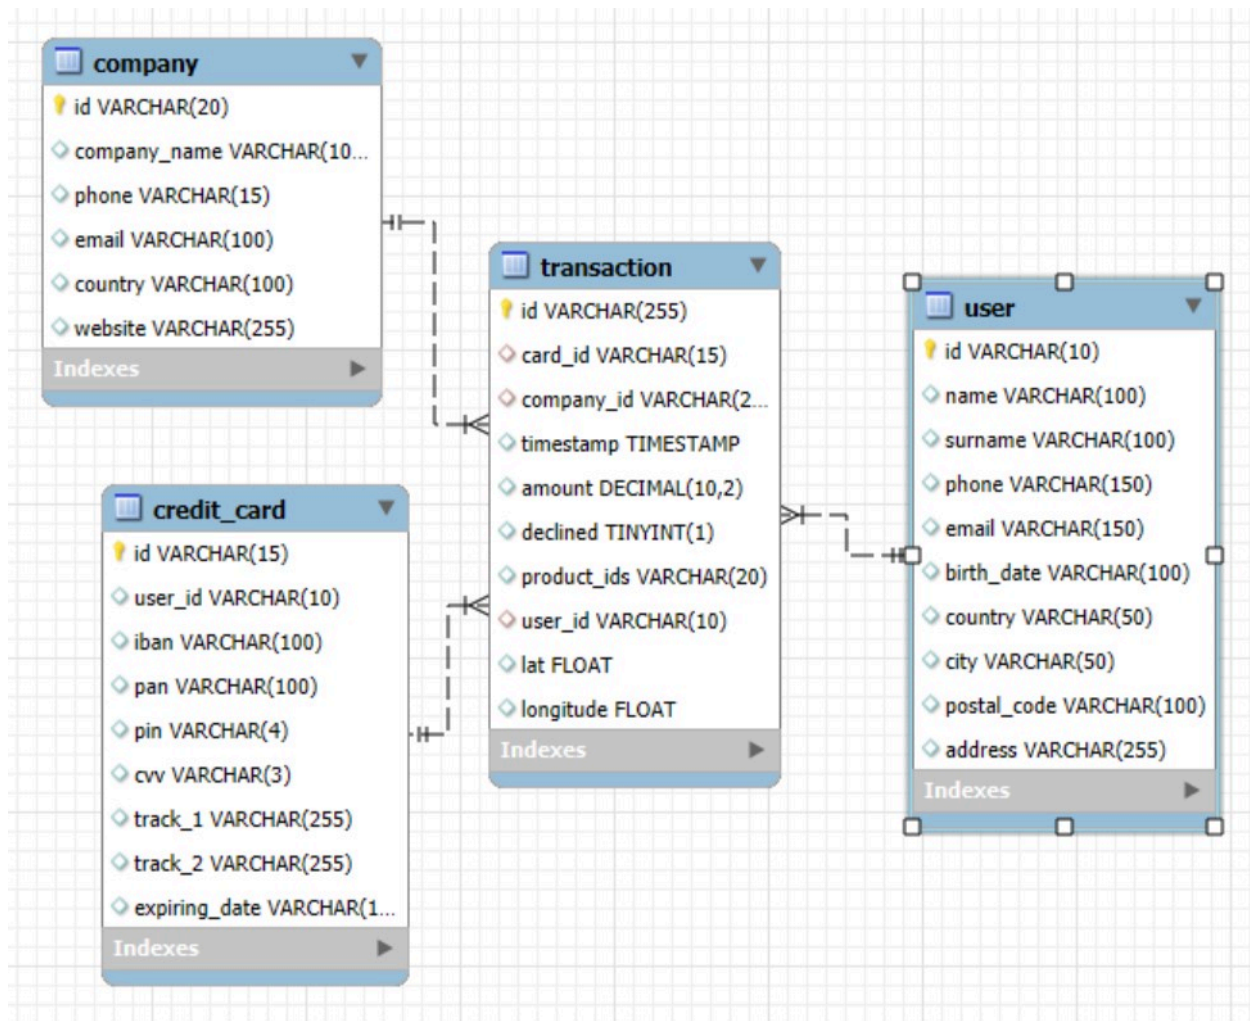 company
id VARCHAR(20)
company_name VARCHAR(10...
phone VARCHAR(15)
email VARCHAR(100)
country VARCHAR(100)
website VARCHAR(255)
Indexes
credit_card
id VARCHAR(15)
user_id VARCHAR(10)
iban VARCHAR(100)
pan VARCHAR(100)
pin VARCHAR(4)
cvv VARCHAR(3)
track_1 VARCHAR(255)
track_2 VARCHAR(255)
expiring_date VARCHAR(1...
Indexes
transaction
id VARCHAR(255)
card_id VARCHAR(15)
company_id VARCHAR(2...
timestamp TIMESTAMP
amount DECIMAL(10,2)
declined TINYINT(1)
product_ids VARCHAR(20)
user_id VARCHAR(10)
lat FLOAT
longitude FLOAT
Indexes
user
id VARCHAR(10)
name VARCHAR(100)
surname VARCHAR(100)
phone VARCHAR(150)
email VARCHAR(150)
birth_date VARCHAR(100)
country VARCHAR(50)
city VARCHAR(50)
postal_code VARCHAR(100)
address VARCHAR(255)
Indexes